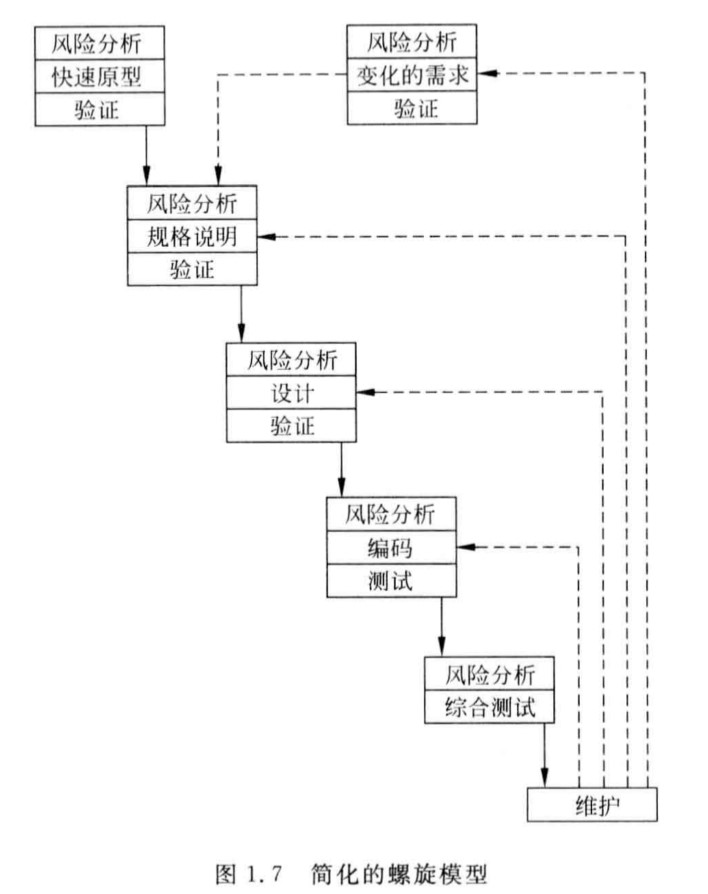 风险分析
快速原型
验证
风险分析
变化的需求
验证
风险分析
规格说明
验证
风险分析
设计
验证
风险分析
编码
测试
风险分析
综合测试
维护
图 1.7 简化的螺旋模型